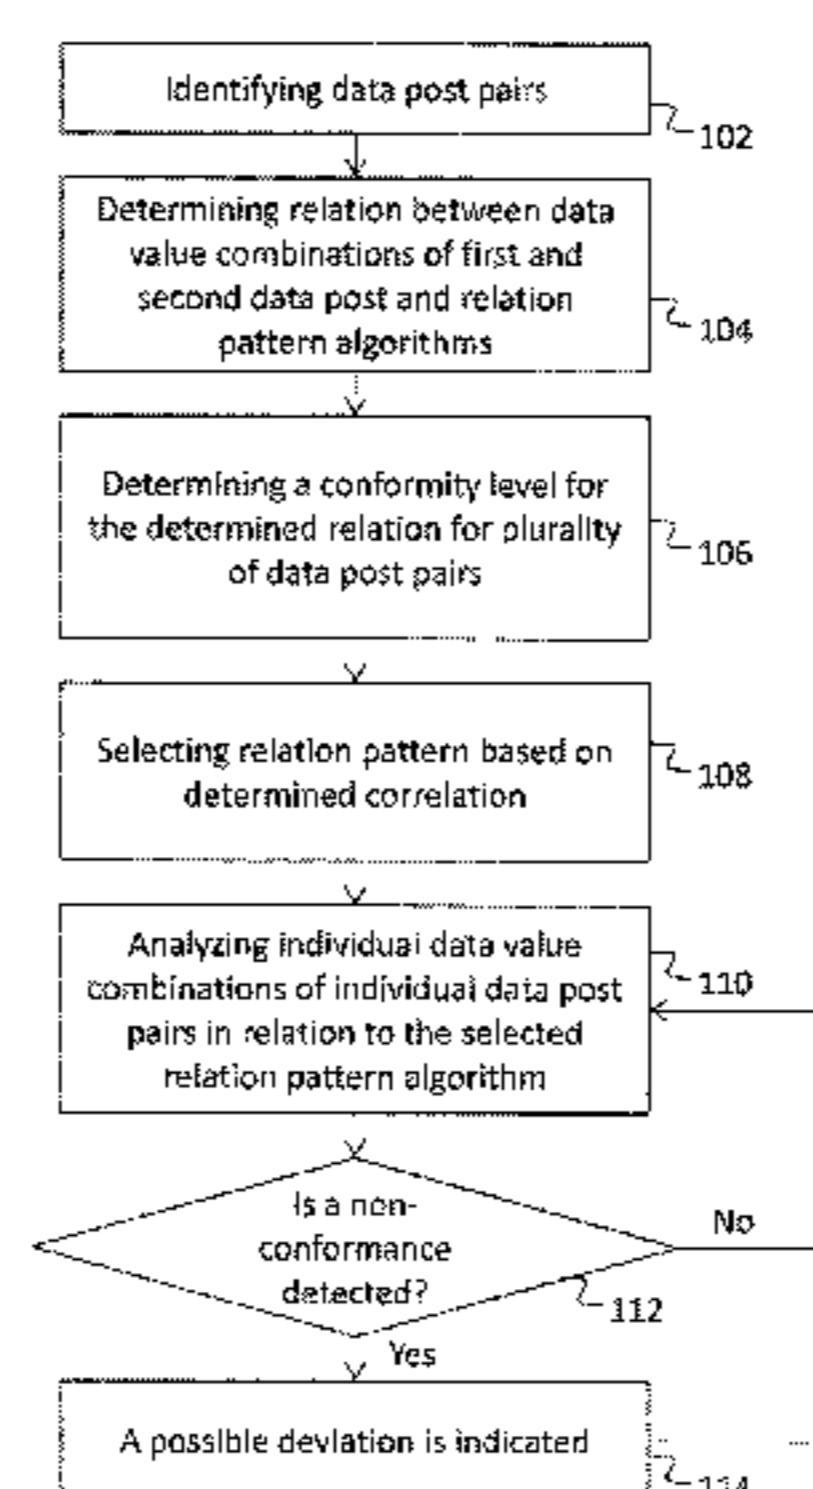 Identifying data post pairs
102
Determining relation between data
value combinations of first and
second data post and relation
pattern algorithms
104
Determining a conformity level for
the determined relation for plurality
of data post pairs
106
Selecting relation pattern based on
determined correlation
108
Analyzing individual data value
combinations of individual data post
pairs in relation to the selected
relation pattern algorithm
110
Is a non-
conformance
detected?
No
112
Yes
A possible deviation is indicated
114